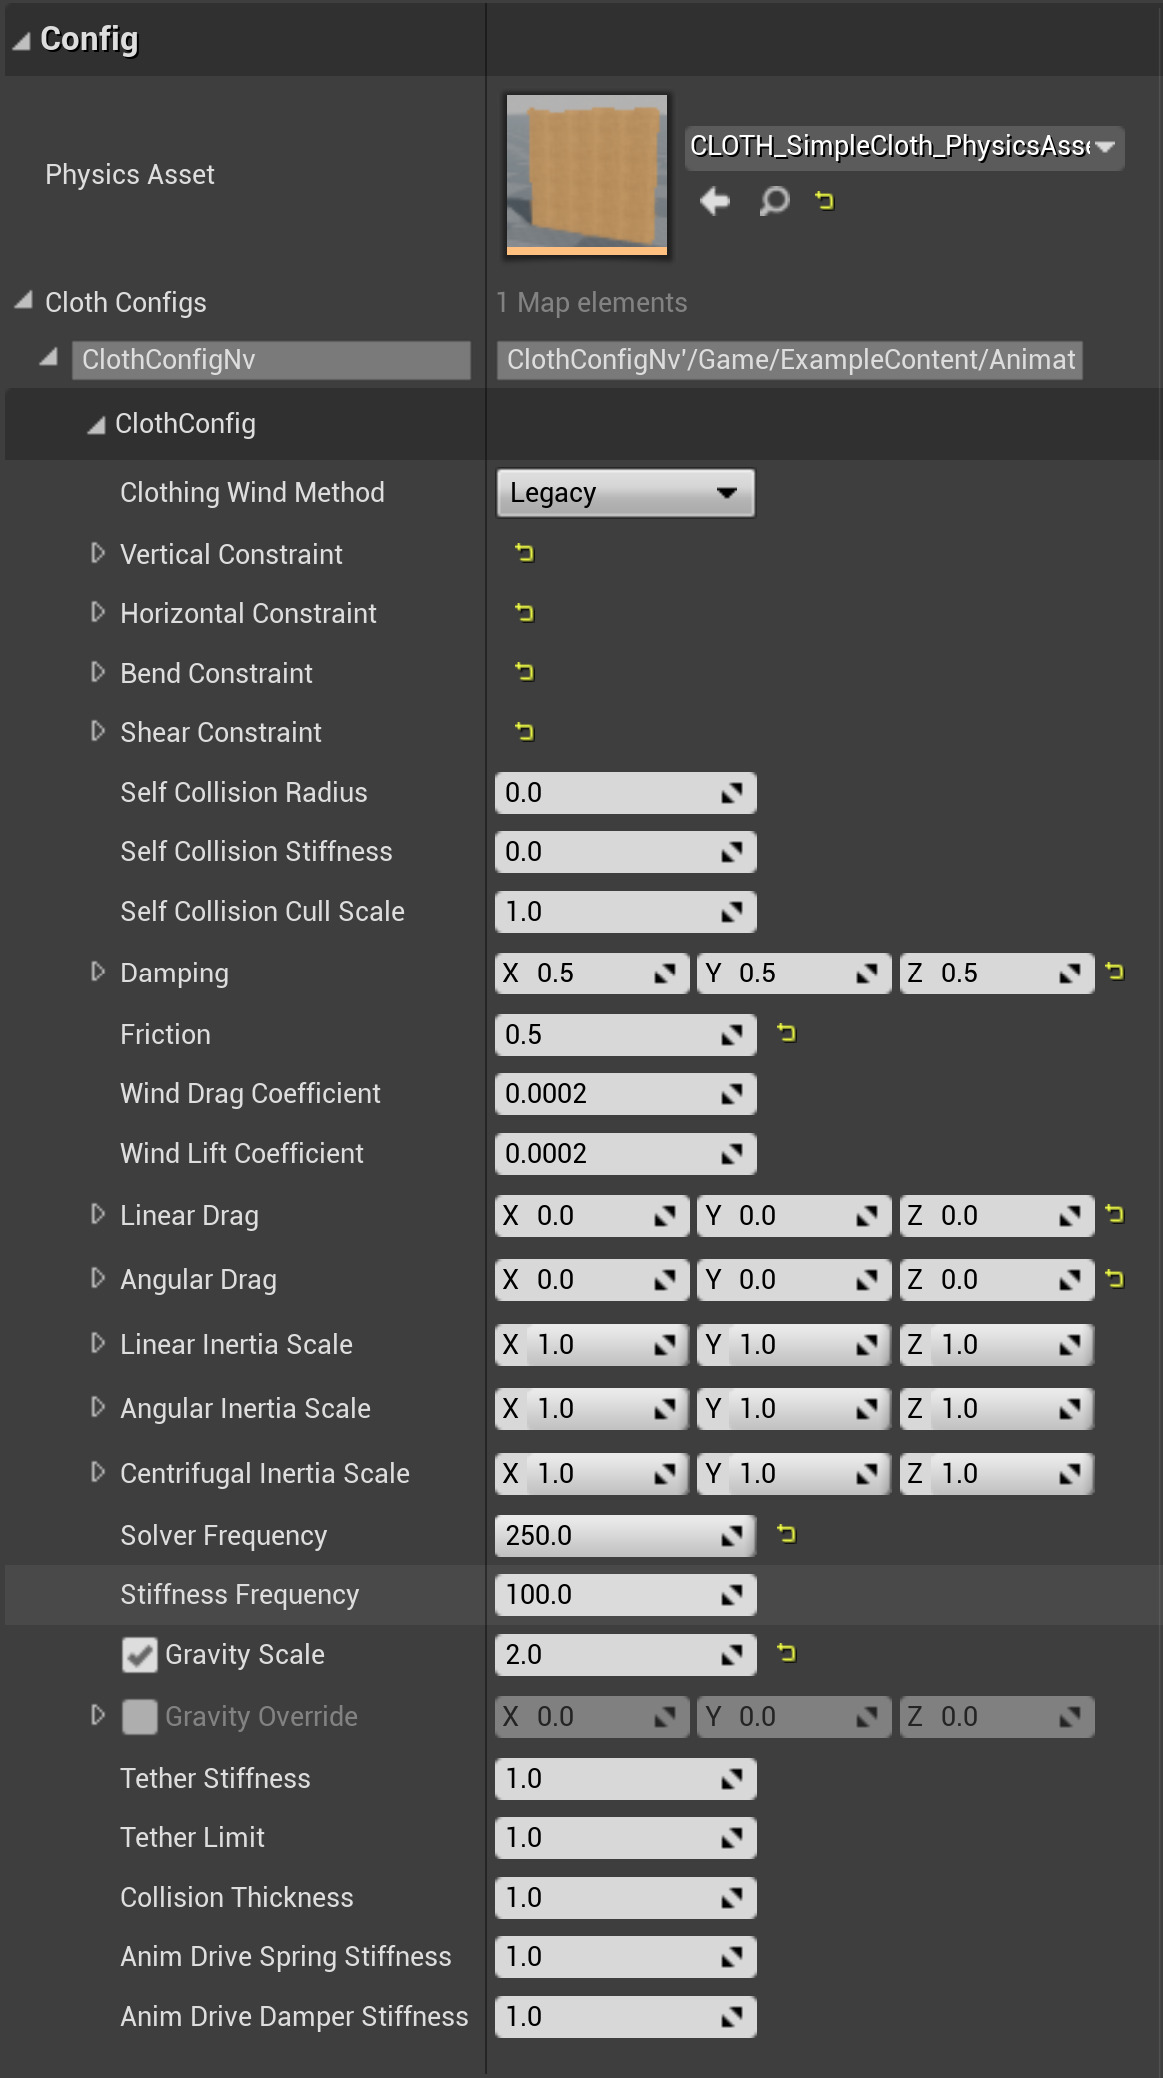 Config
Physics Asset
CLOTH_SimpleCloth_PhysicsAsse
Cloth Configs 1 Map elements
ClothConfigNv ClothConfigNv'/Game/ExampleContent/Animat
ClothConfig
Clothing Wind Method Legacy
Vertical Constraint
Horizontal Constraint
Bend Constraint
Shear Constraint
Self Collision Radius 0.0
Self Collision Stiffness 0.0
Self Collision Cull Scale 1.0
Damping X 0.5 Y 0.5 Z 0.5
Friction 0.5
Wind Drag Coefficient 0.0002
Wind Lift Coefficient 0.0002
Linear Drag X 0.0 Y 0.0 Z 0.0
Angular Drag X 0.0 Y 0.0 Z 0.0
Linear Inertia Scale X 1.0 Y 1.0 Z 1.0
Angular Inertia Scale X 1.0 Y 1.0 Z 1.0
Centrifugal Inertia Scale X 1.0 Y 1.0 Z 1.0
Solver Frequency 250.0
Stiffness Frequency 100.0
Gravity Scale 2.0
Gravity Override X 0.0 Y 0.0 Z 0.0
Tether Stiffness 1.0
Tether Limit 1.0
Collision Thickness 1.0
Anim Drive Spring Stiffness 1.0
Anim Drive Damper Stiffness 1.0